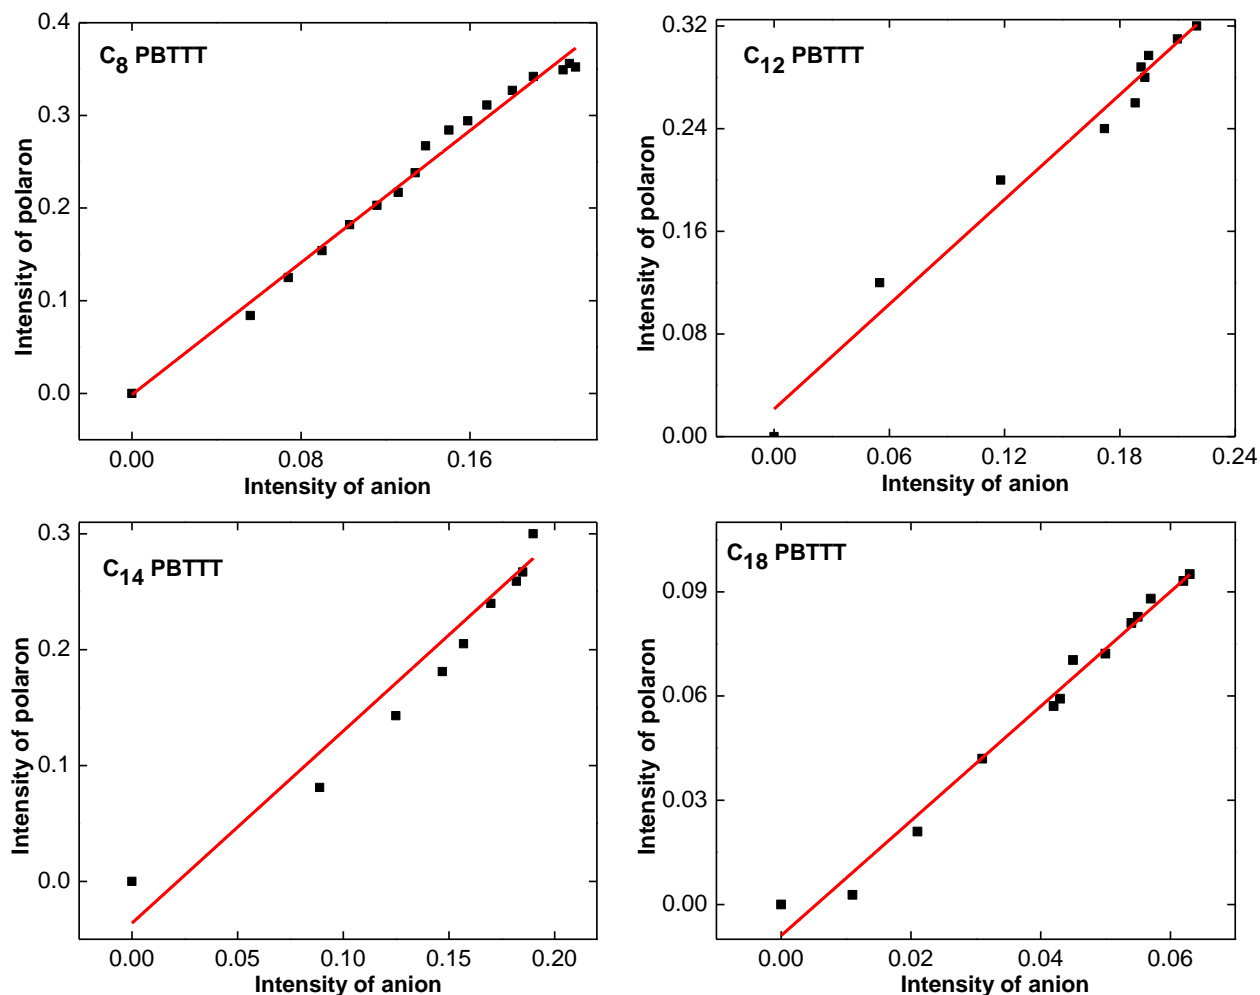 C8 PBTTT
0.4
0.3
0.2
0.1
0.0
Intensity of polaron
0.00 0.08 0.16
Intensity of anion
C12 PBTTT
0.32
0.24
0.16
0.08
0.00
Intensity of polaron
0.00 0.06 0.12 0.18 0.24
Intensity of anion
C14 PBTTT
0.3
0.2
0.1
0.0
Intensity of polaron
0.00 0.05 0.10 0.15 0.20
Intensity of anion
C18 PBTTT
0.09
0.06
0.03
0.00
Intensity of polaron
0.00 0.02 0.04 0.06
Intensity of anion